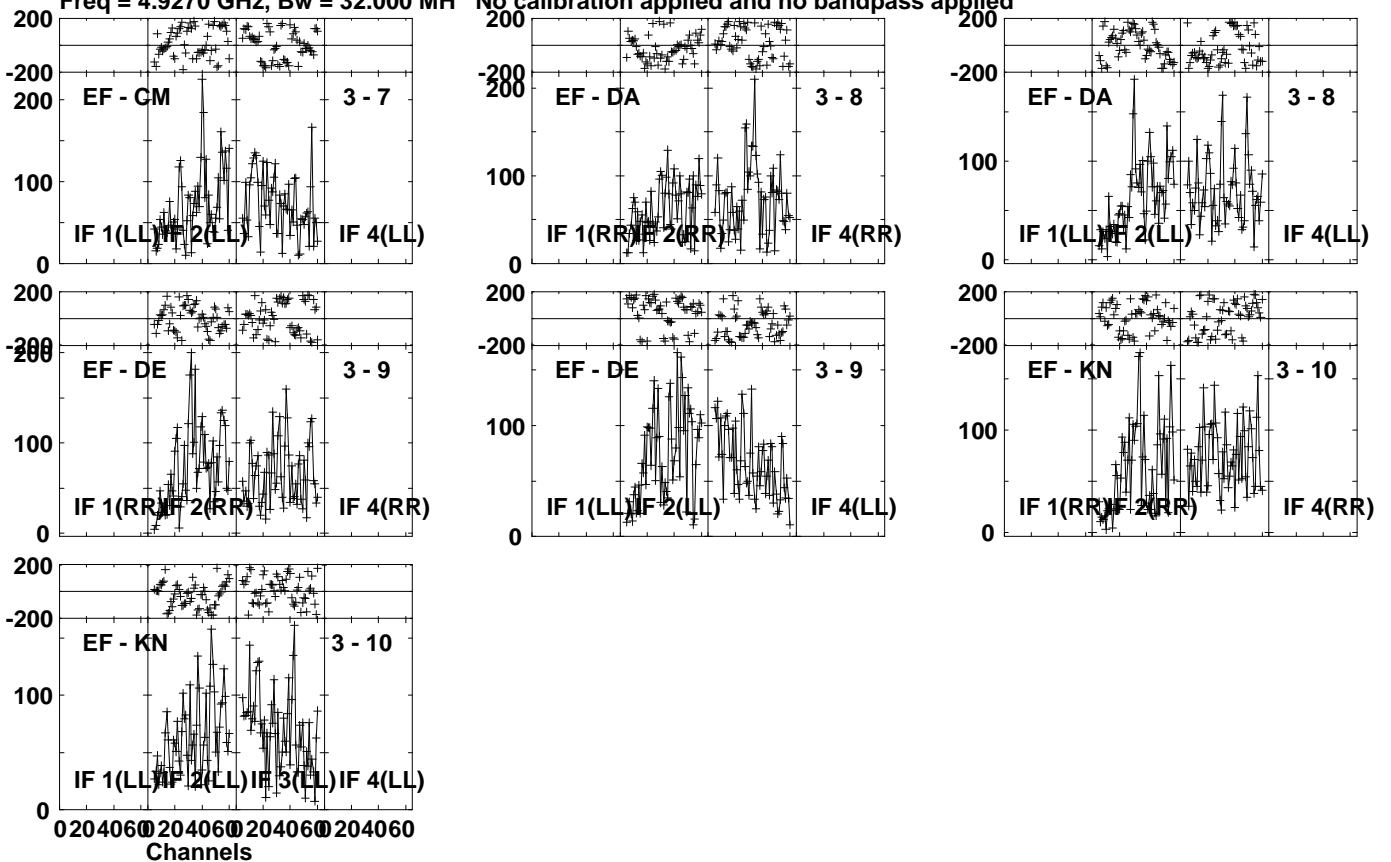 Freq = 4.9270 GHz, Bw = 32.000 MH   No calibration applied and no bandpass applied
200 200 200
-200 -200 -200
200 200 200
EF - CM 3 - 7 EF - DA 3 - 8 EF - DA 3 - 8
100 100 100
IF 1(LL) IF 2(LL) IF 4(LL) IF 1(RR) IF 2(RR) IF 4(RR) IF 1(LL) IF 2(LL) IF 4(LL)
0 0 0
200 200 200
-200 -200 -200
200
EF - DE 3 - 9 EF - DE 3 - 9 EF - KN 3 - 10
100 100 100
IF 1(RR) IF 2(RR) IF 4(RR) IF 1(LL) IF 2(LL) IF 4(LL) IF 1(RR) IF 2(RR) IF 4(RR)
0 0 0
200
-200
EF - KN 3 - 10
100
IF 1(LL) IF 2(LL) IF 3(LL) IF 4(LL)
0
0 20 40 60 0 20 40 60 0 20 40 60 0 20 40 60
Channels